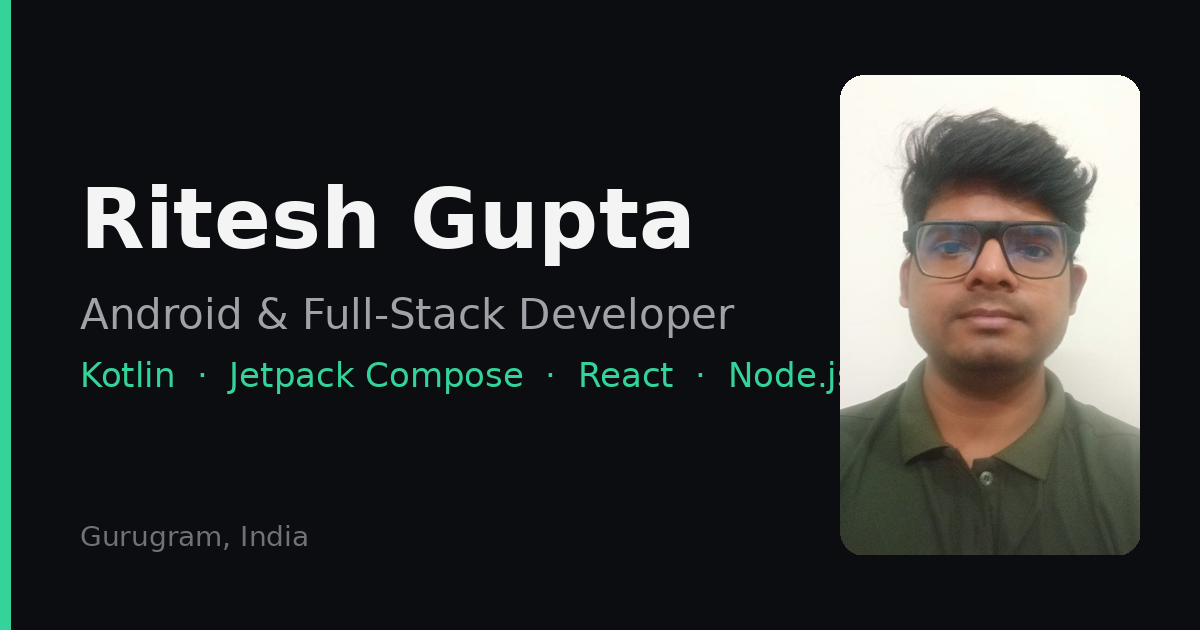 Ritesh Gupta
Android & Full-Stack Developer
Kotlin · Jetpack Compose · React · Node.js
Gurugram, India